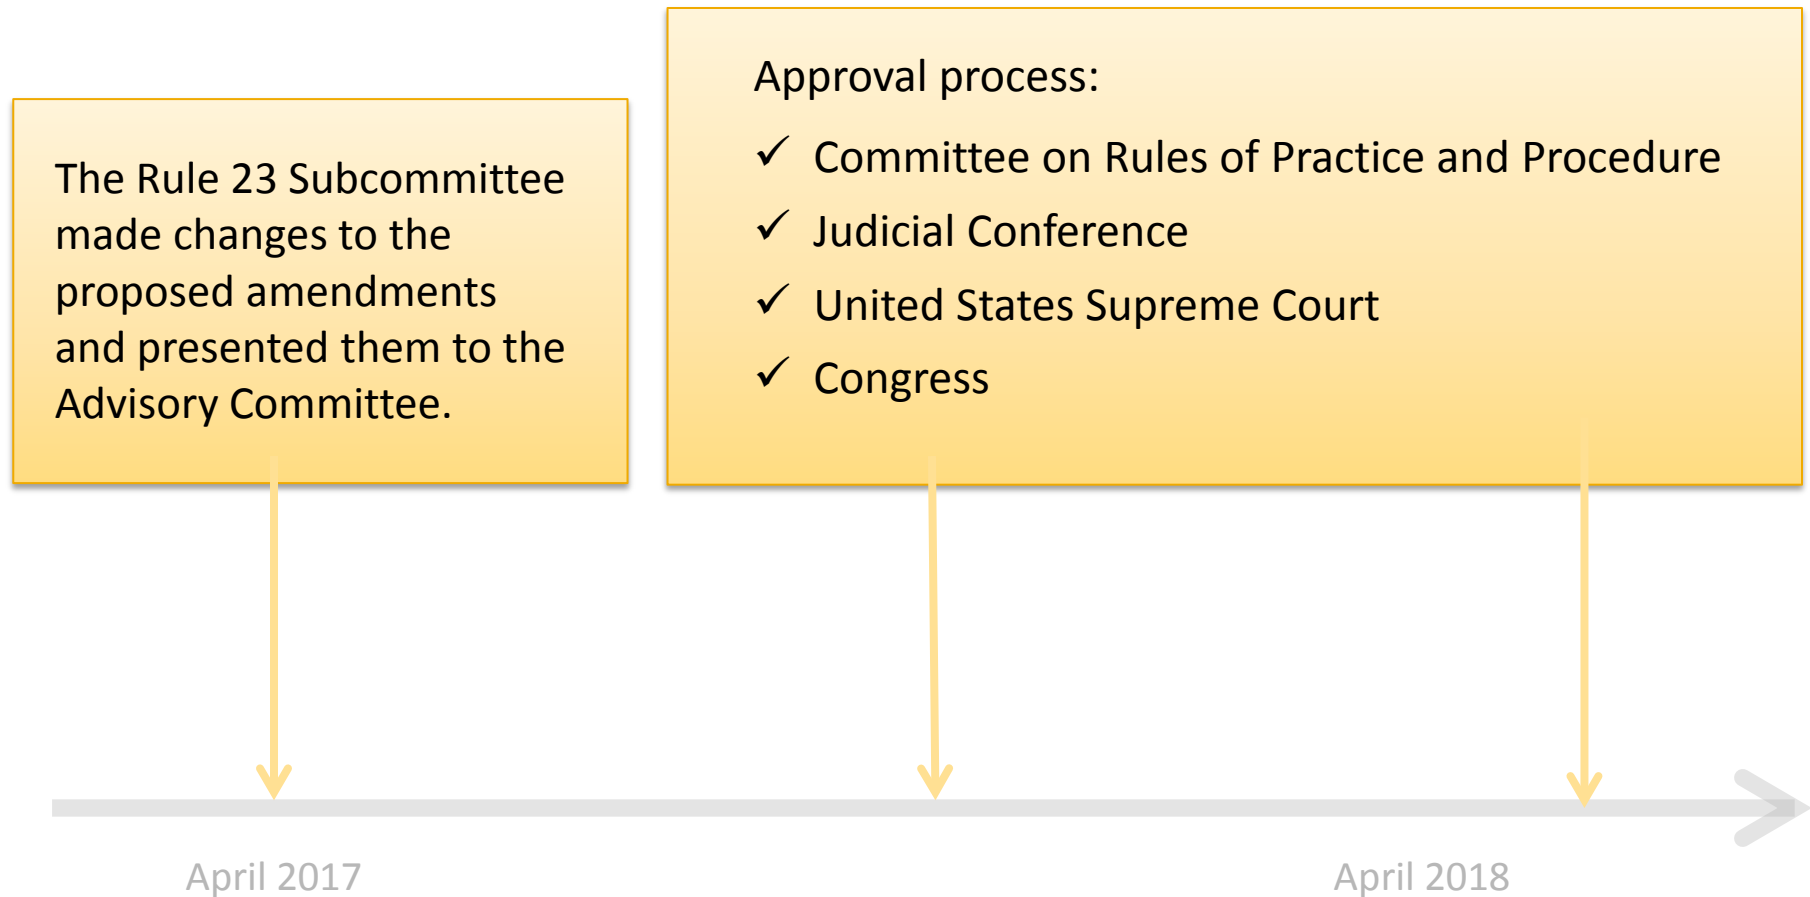 The Rule 23 Subcommittee
made changes to the
proposed amendments
and presented them to the
Advisory Committee.
Approval process:
✓ Committee on Rules of Practice and Procedure
✓ Judicial Conference
✓ United States Supreme Court
✓ Congress
April 2017
April 2018